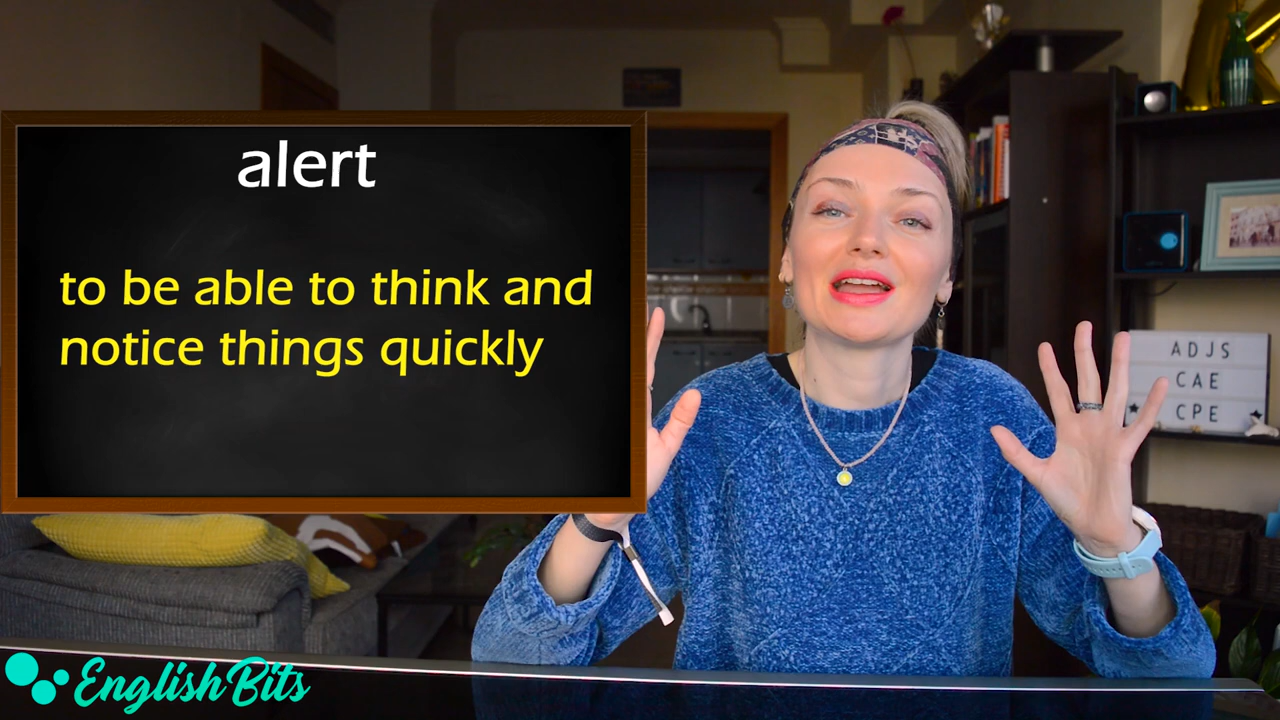 alert
to be able to think and
notice things quickly
ADJS
CAE
CPE
EnglishBits